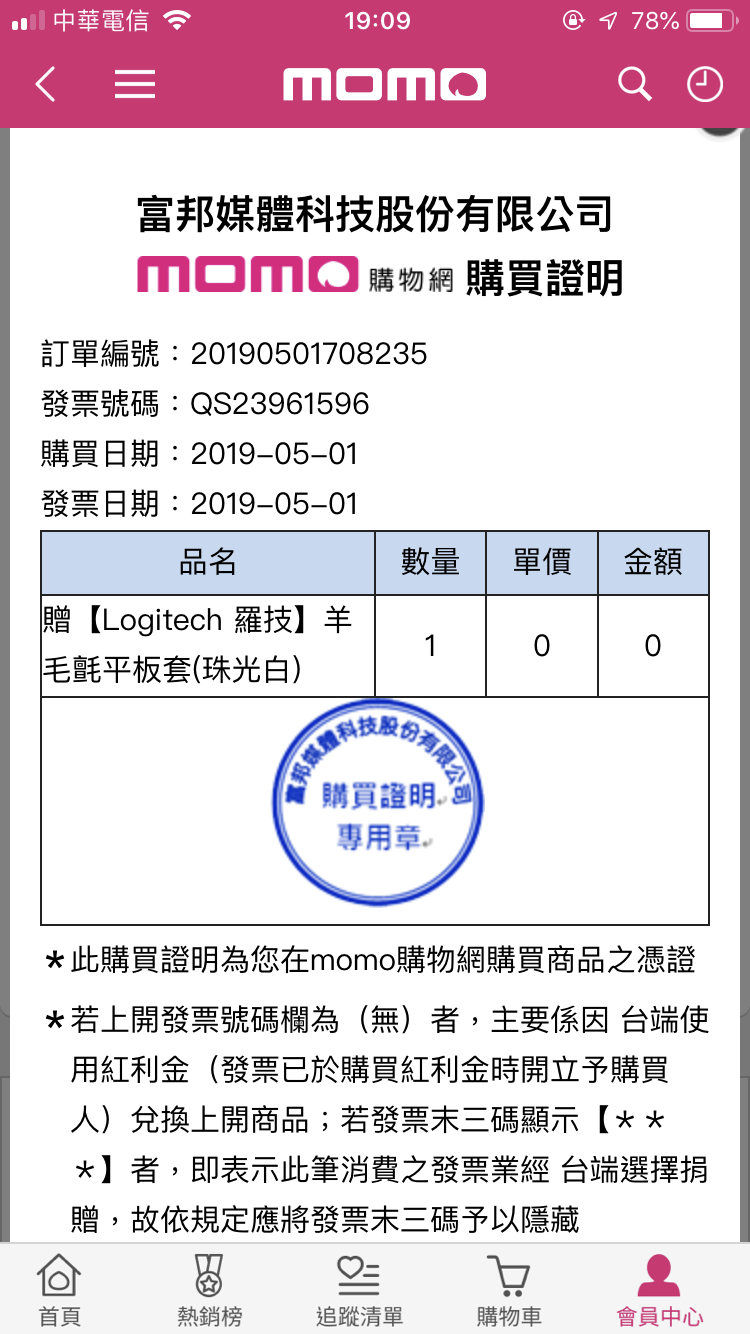 中華電信 19:09 78%
momo
富邦媒體科技股份有限公司
momo 購物網 購買證明
訂單編號：20190501708235
發票號碼：QS23961596
購買日期：2019-05-01
發票日期：2019-05-01
品名 數量 單價 金額
贈【Logitech 羅技】羊
毛氈平板套(珠光白) 1 0 0
富邦媒體科技股份有限公司
購買證明
專用章
＊此購買證明為您在momo購物網購買商品之憑證
＊若上開發票號碼欄為（無）者，主要係因 台端使
用紅利金（發票已於購買紅利金時開立予購買
人）兌換上開商品；若發票末三碼顯示【＊＊
＊】者，即表示此筆消費之發票業經 台端選擇捐
贈，故依規定應將發票末三碼予以隱藏
首頁 熱銷榜 追蹤清單 購物車 會員中心